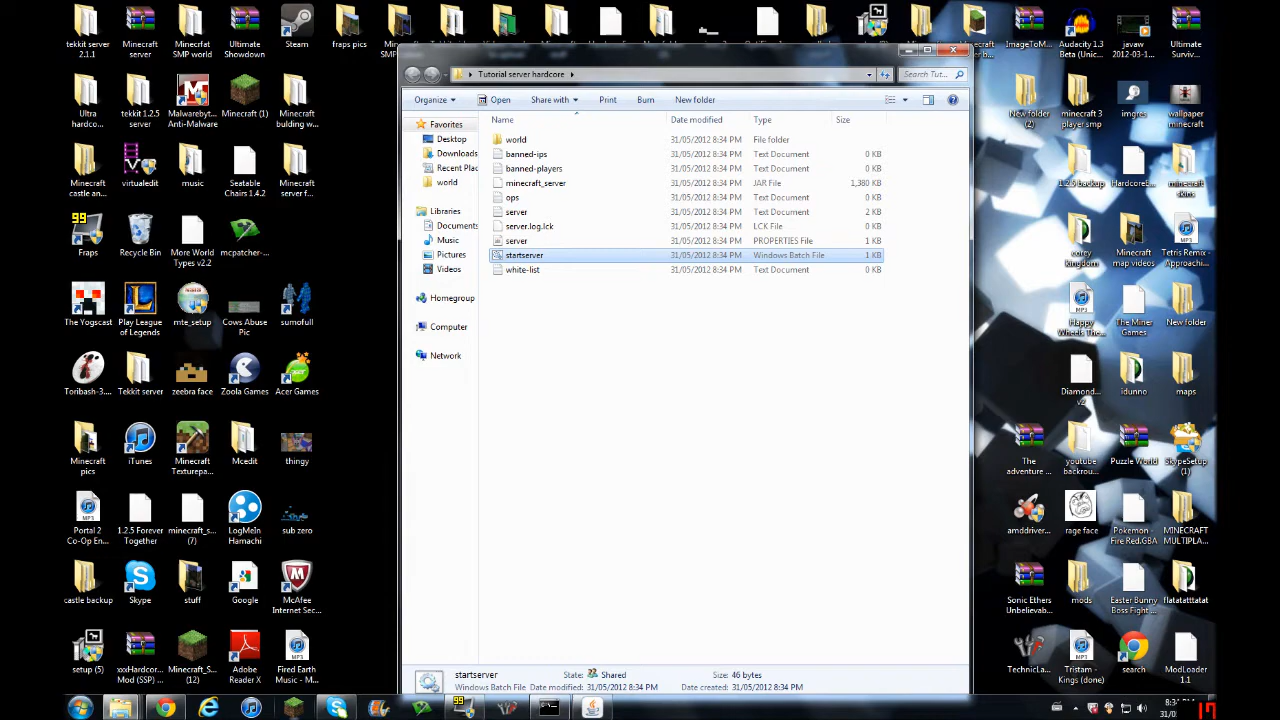 tekkit server 2.1.1
Minecraft server
Minecrfat SMP world
Ultimate Showdown
Steam
fraps pics
ImageToM...
Audacity 1.3 Beta (Unic...
javaw 2012-03-1...
Ultimate Surviv...
Tutorial server hardcore
Search Tut...
Organize
Open
Share with
Print
Burn
New folder
Name
Date modified
Type
Size
Favorites
Desktop
Downloads
Recent Plac
world
Libraries
Documents
Music
Pictures
Videos
Homegroup
Computer
Network
world 31/05/2012 8:34 PM File folder
banned-ips 31/05/2012 8:34 PM Text Document 0 KB
banned-players 31/05/2012 8:34 PM Text Document 0 KB
minecraft_server 31/05/2012 8:34 PM JAR File 1,380 KB
ops 31/05/2012 8:34 PM Text Document 0 KB
server 31/05/2012 8:34 PM Text Document 2 KB
server.log.lck 31/05/2012 8:34 PM LCK File 0 KB
server 31/05/2012 8:34 PM PROPERTIES File 1 KB
startserver 31/05/2012 8:34 PM Windows Batch File 1 KB
white-list 31/05/2012 8:34 PM Text Document 0 KB
Ultra hardco...
tekkit 1.2.5 server
Malwarebyt... Anti-Malware
Minecraft (1)
Minecraft bulding w...
New folder (2)
minecraft 3 player smp
imgres
wallpaper minecraft
Minecraft castle an...
virtualedit
music
Seatable Chairs 1.4.2
Minecraft server f...
1.2.5 backup
HardcoreE...
minecraft skins
99
Fraps
Recycle Bin
More World Types v2.2
mcpatcher-...
corey kingdom
Minecraft map videos
Tetris Remix - Approachi...
The Yogscast
Play League of Legends
mte_setup
Cows Abuse Pic
sumofull
Happy Wheels The...
The Miner Games
New folder
Toribash-3....
Tekkit server
zeebra face
Zoola Games
Acer Games
Diamond... v2
idunno
maps
Minecraft pics
iTunes
Minecraft Texturepa...
Mcedit
thingy
The adventure ...
youtube backrou...
Puzzle World
SkypeSetup (1)
Portal 2 Co-Op En...
1.2.5 Forever Together
minecraft_s... (7)
LogMeIn Hamachi
sub zero
amddriver...
rage face
Pokemon - Fire Red.GBA
MINECRAFT MULTIPLA...
castle backup
Skype
stuff
Google
McAfee Internet Sec...
Sonic Ethers Unbelievab...
mods
Easter Bunny Boss Fight ...
flatatatttatat
setup (5)
xxxHardcor... Mod (SSP) ...
Minecraft_S... (12)
Adobe Reader X
Fired Earth Music - M...
TechnicLa...
Tristam - Kings (done)
search
ModLoader 1.1
startserver State: Shared Size: 46 bytes
Windows Batch File Date modified: 31/05/2012 8:34 PM Date created: 31/05/2012 8:34 PM
99